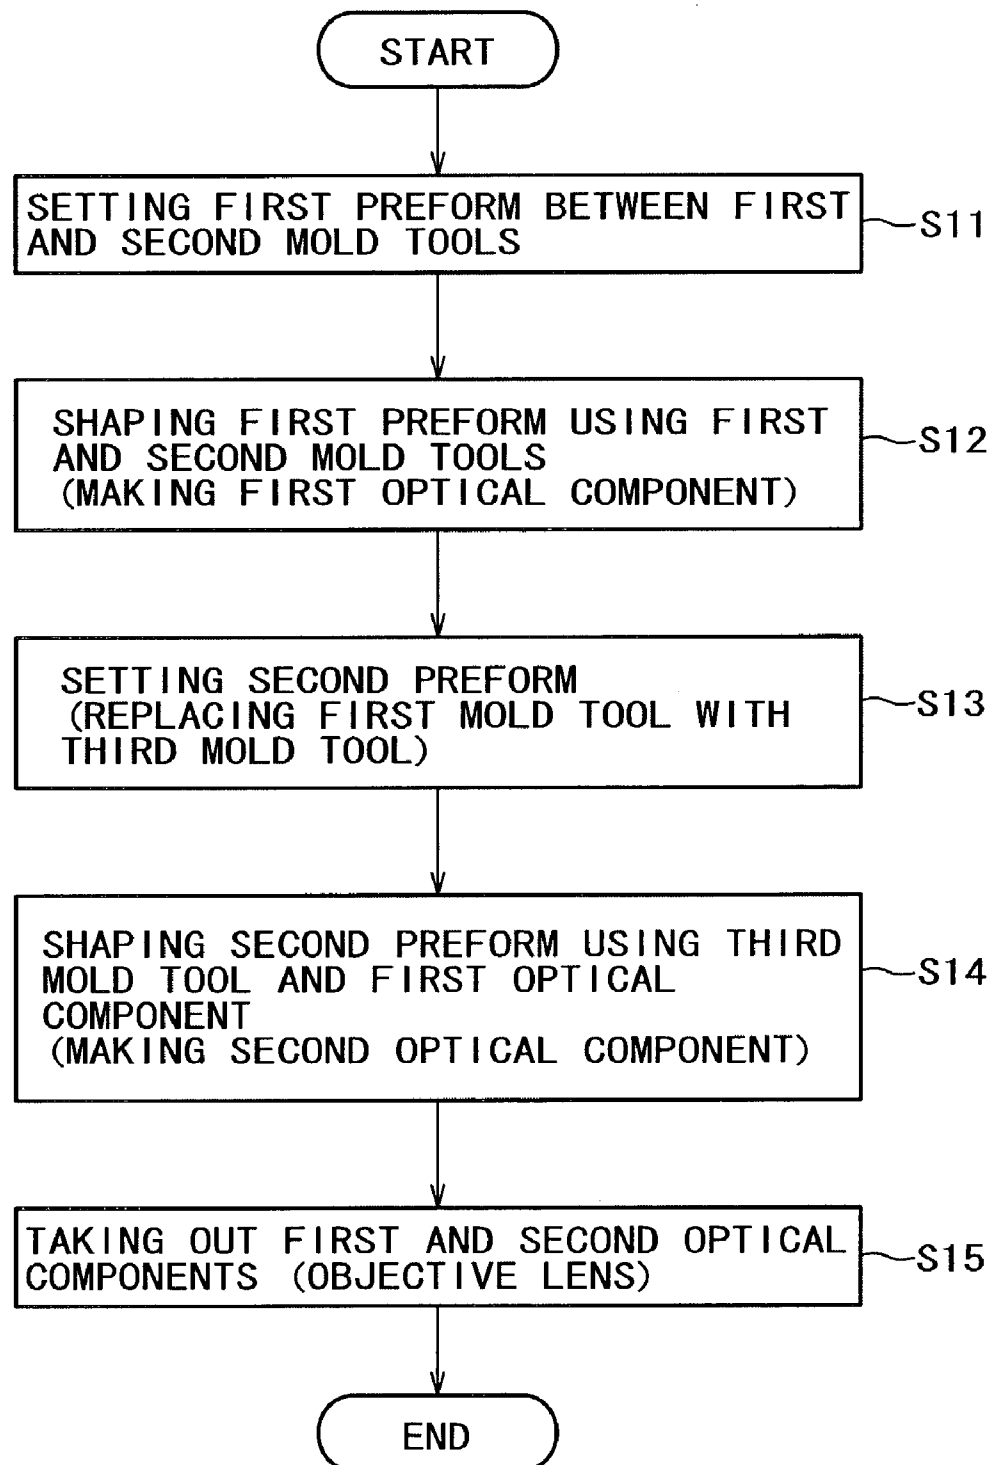 START
SETTING FIRST PREFORM BETWEEN FIRST
AND SECOND MOLD TOOLS
S11
SHAPING FIRST PREFORM USING FIRST
AND SECOND MOLD TOOLS
(MAKING FIRST OPTICAL COMPONENT)
S12
SETTING SECOND PREFORM
(REPLACING FIRST MOLD TOOL WITH
THIRD MOLD TOOL)
S13
SHAPING SECOND PREFORM USING THIRD
MOLD TOOL AND FIRST OPTICAL
COMPONENT
(MAKING SECOND OPTICAL COMPONENT)
S14
TAKING OUT FIRST AND SECOND OPTICAL
COMPONENTS (OBJECTIVE LENS)
S15
END